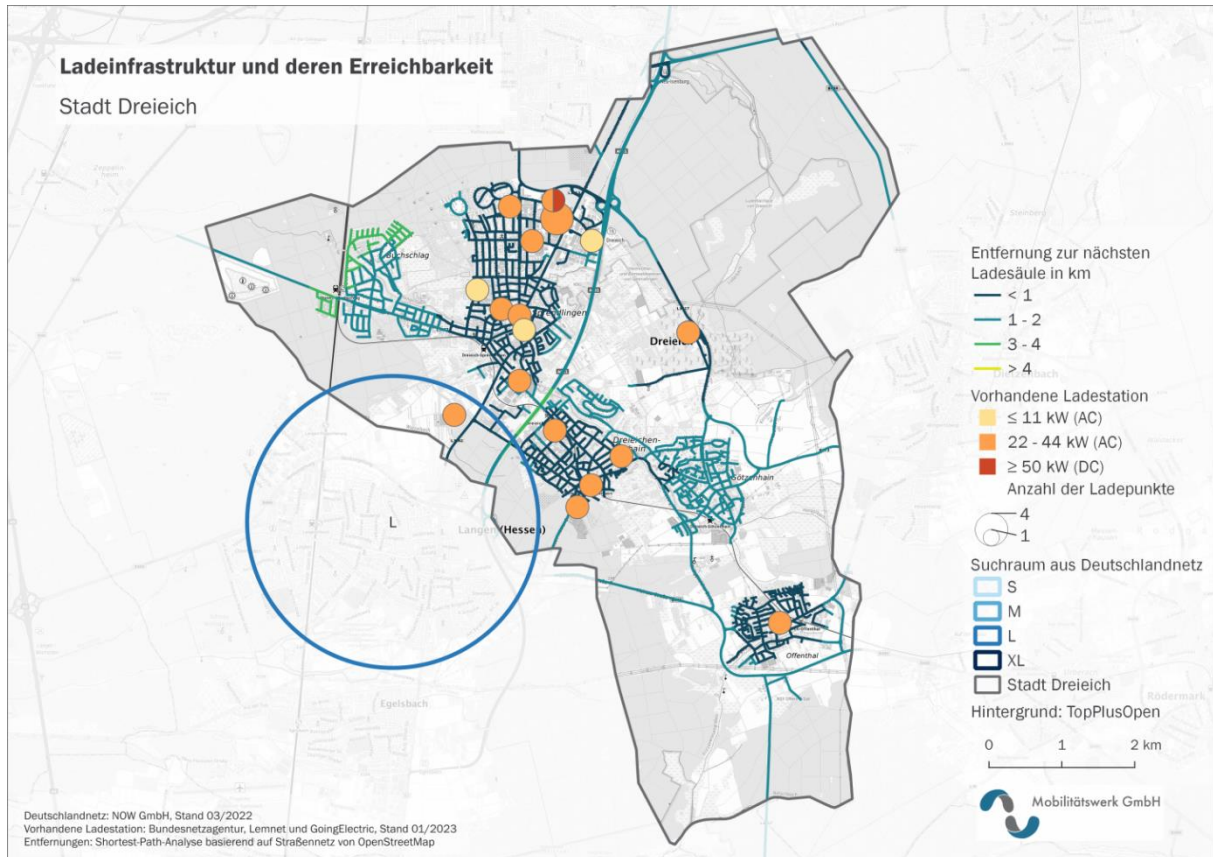 Ladeinfrastruktur und deren Erreichbarkeit
Stadt Dreieich
Buchschlag
Dreieich
Dreieichen-
hain
Götzenhain
L
Langen (Hessen)
Offenthal
Egelsbach
Dietzenbach
Rödermark
Entfernung zur nächsten
Ladesäule in km
< 1
1 - 2
3 - 4
> 4
Vorhandene Ladestation
≤ 11 kW (AC)
22 - 44 kW (AC)
≥ 50 kW (DC)
Anzahl der Ladepunkte
4
1
Suchraum aus Deutschlandnetz
S
M
L
XL
Stadt Dreieich
Hintergrund: TopPlusOpen
0 1 2 km
Mobilitätswerk GmbH
Deutschlandnetz: NOW GmbH, Stand 03/2022
Vorhandene Ladestation: Bundesnetzagentur, Lemnet und GoingElectric, Stand 01/2023
Entfernungen: Shortest-Path-Analyse basierend auf Straßennetz von OpenStreetMap